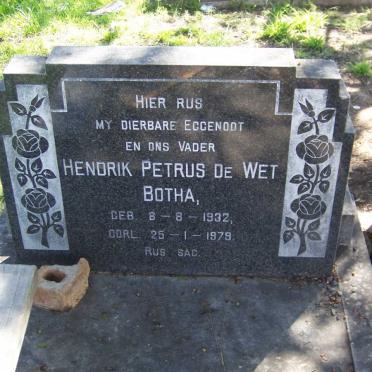 HIER RUS
MY DIERBARE EGGENOOT
EN ONS VADER
HENDRIK PETRUS DE WET
BOTHA,
GEB. 8-8-1932,
OORL. 25-1-1979.
RUS SAG.